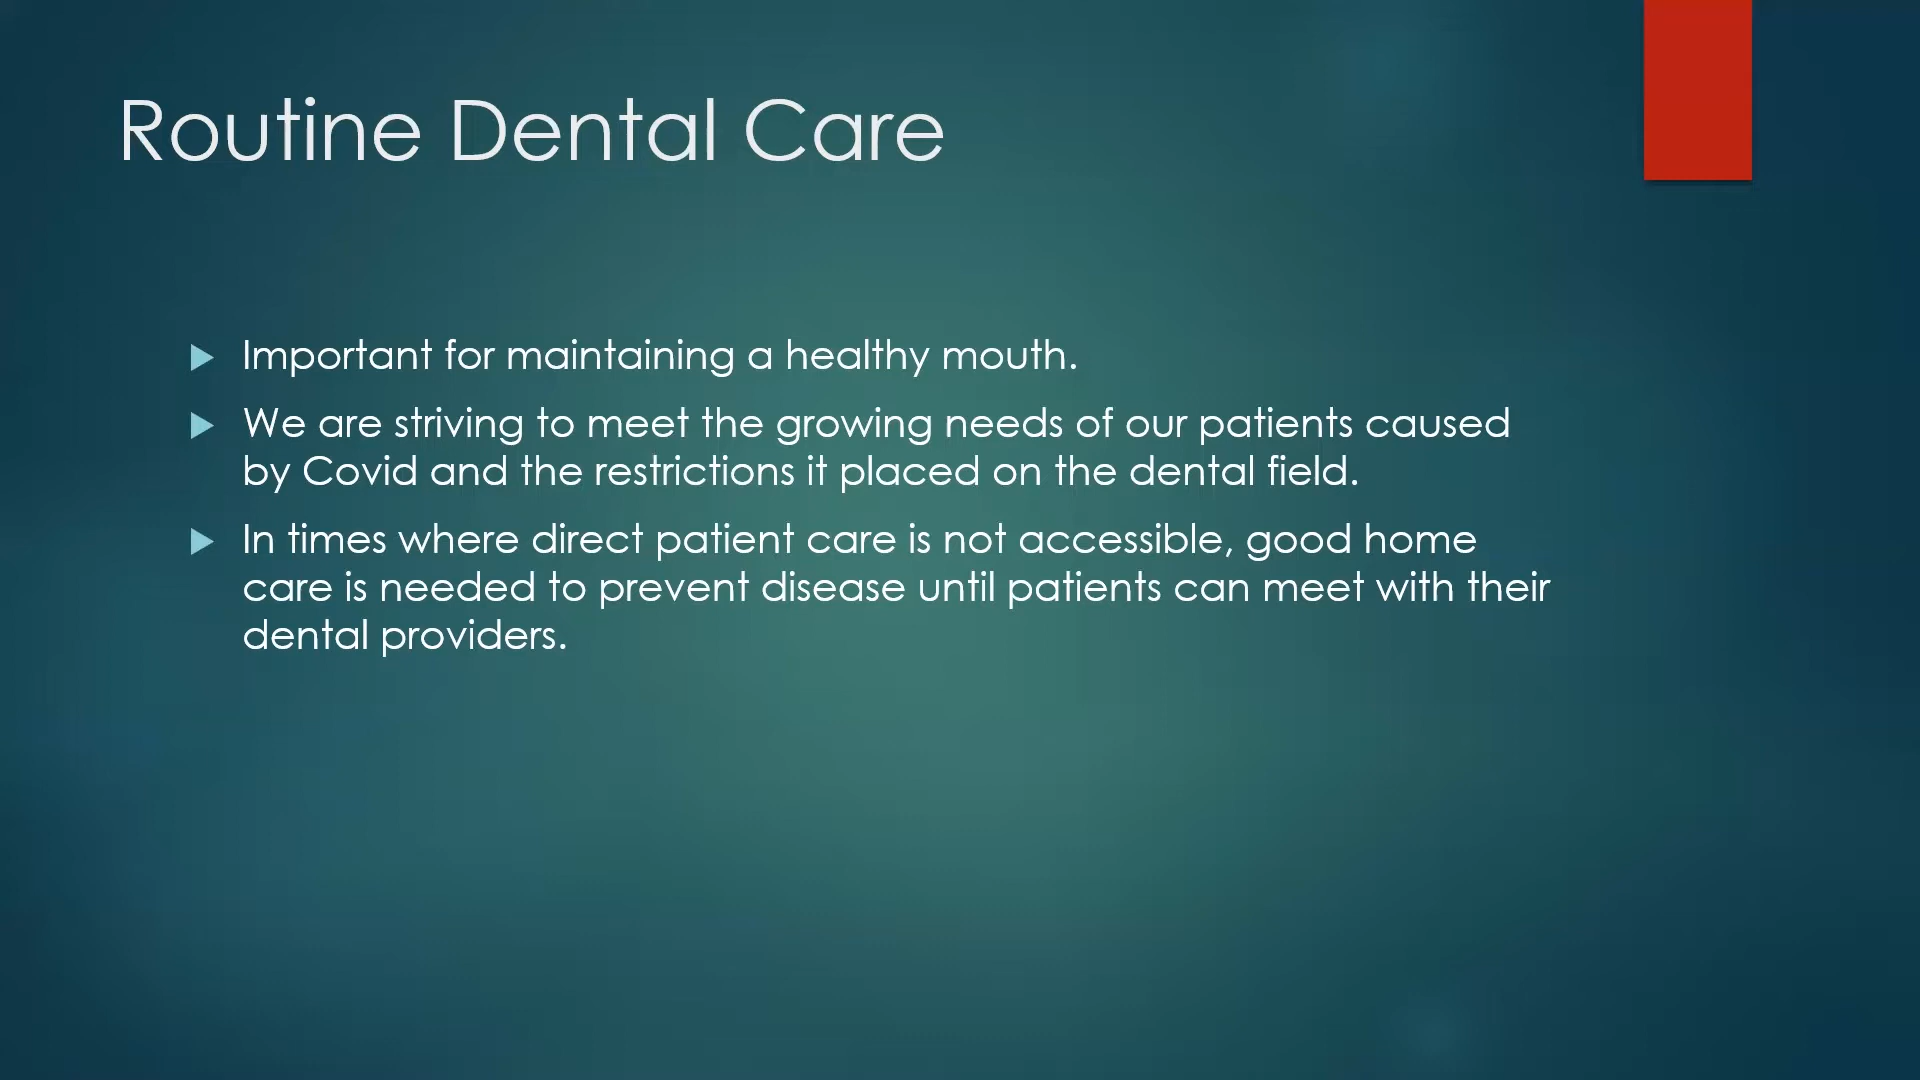 Routine Dental Care
Important for maintaining a healthy mouth.
We are striving to meet the growing needs of our patients caused
by Covid and the restrictions it placed on the dental field.
In times where direct patient care is not accessible, good home
care is needed to prevent disease until patients can meet with their
dental providers.